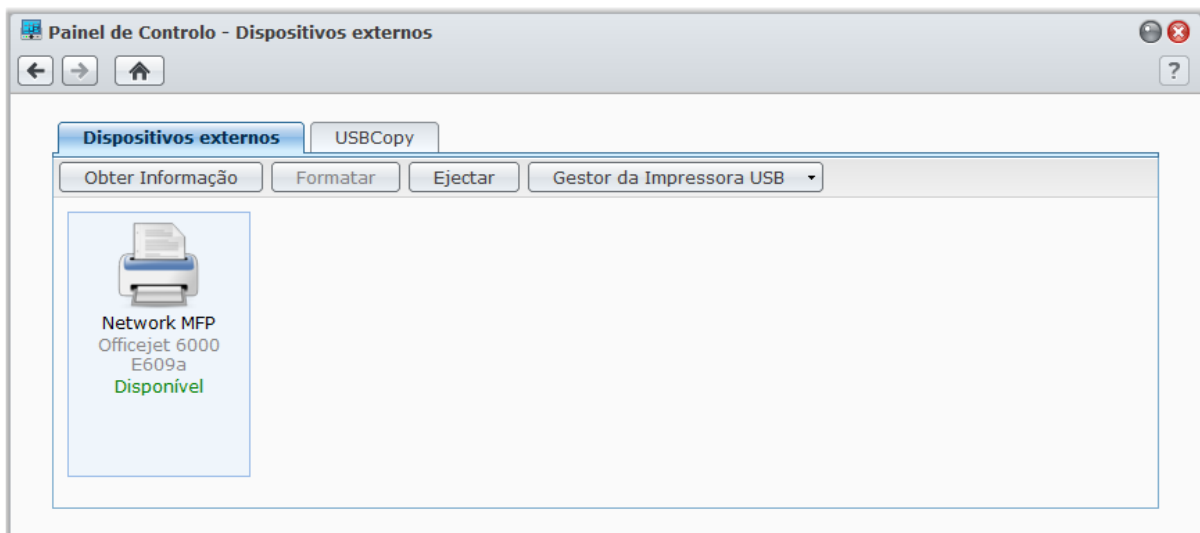 Painel de Controlo - Dispositivos externos
?
Dispositivos externos
USBCopy
Obter Informação
Formatar
Ejectar
Gestor da Impressora USB
Network MFP
Officejet 6000
E609a
Disponível